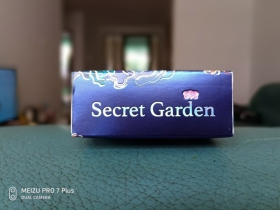 Secret Garden
MEIZU PRO 7 Plus
DUAL CAMERA